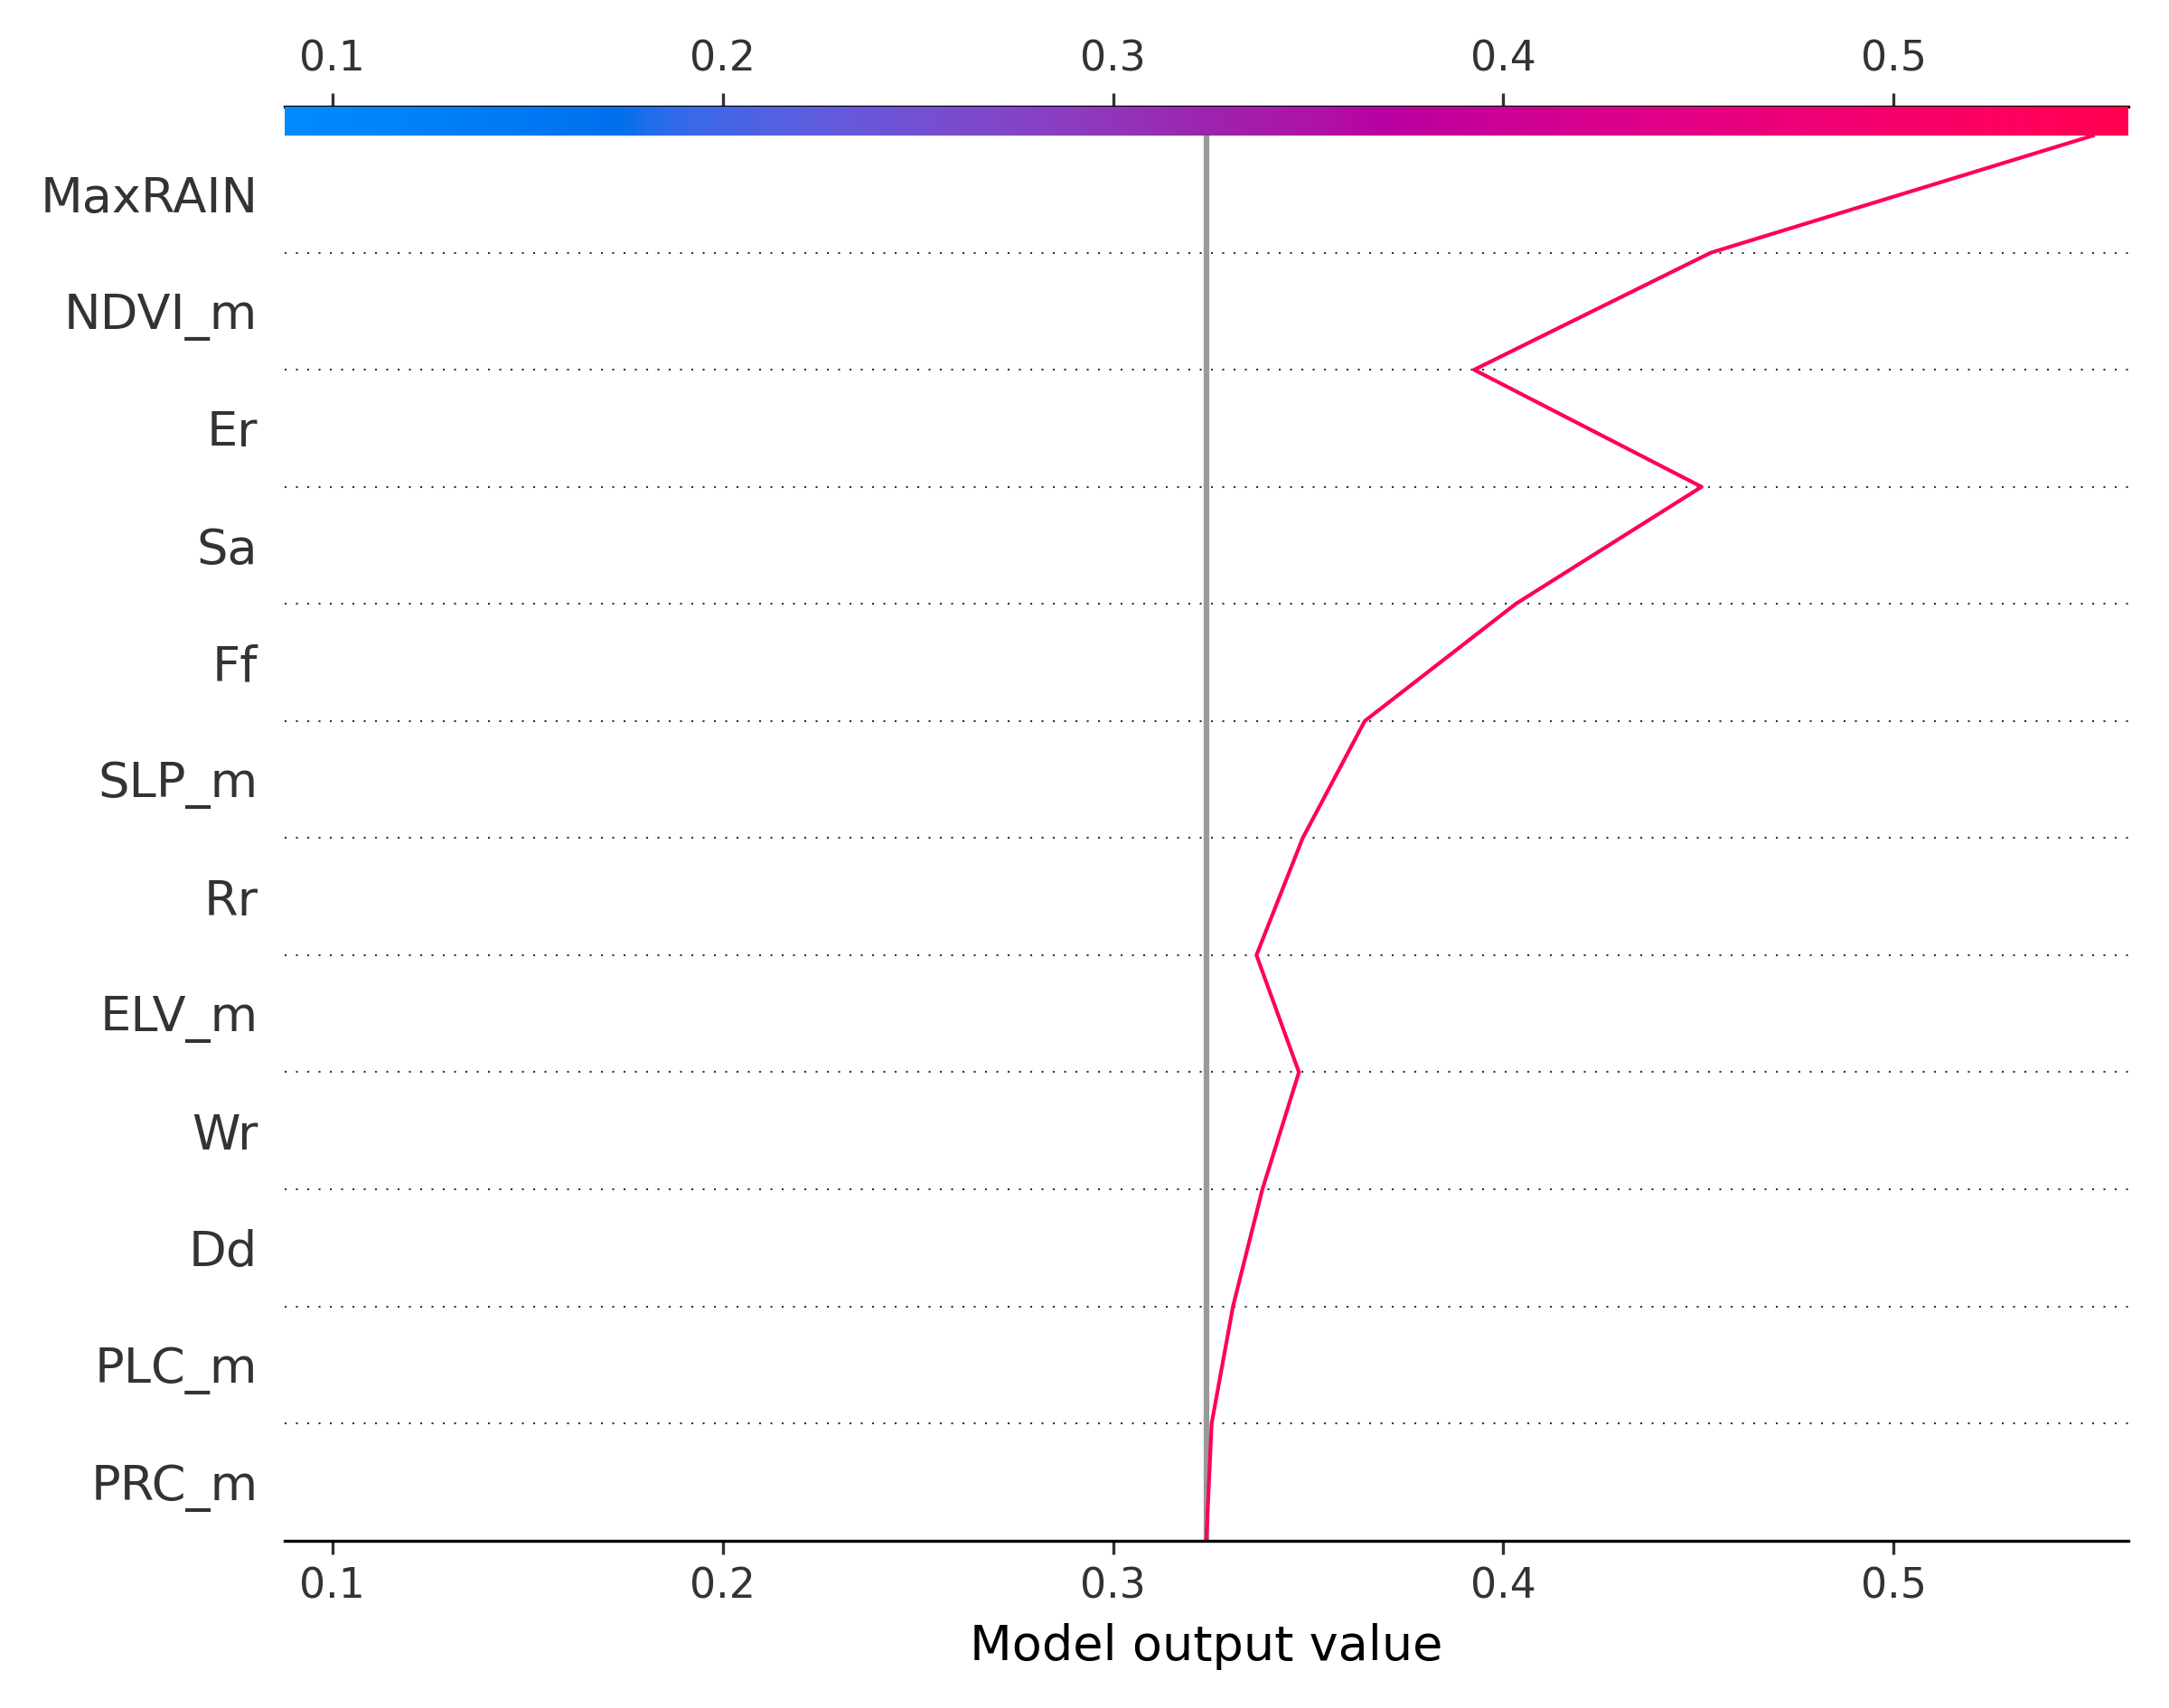 0.1 0.2 0.3 0.4 0.5
MaxRAIN
NDVI_m
Er
Sa
Ff
SLP_m
Rr
ELV_m
Wr
Dd
PLC_m
PRC_m
0.1 0.2 0.3 0.4 0.5
Model output value